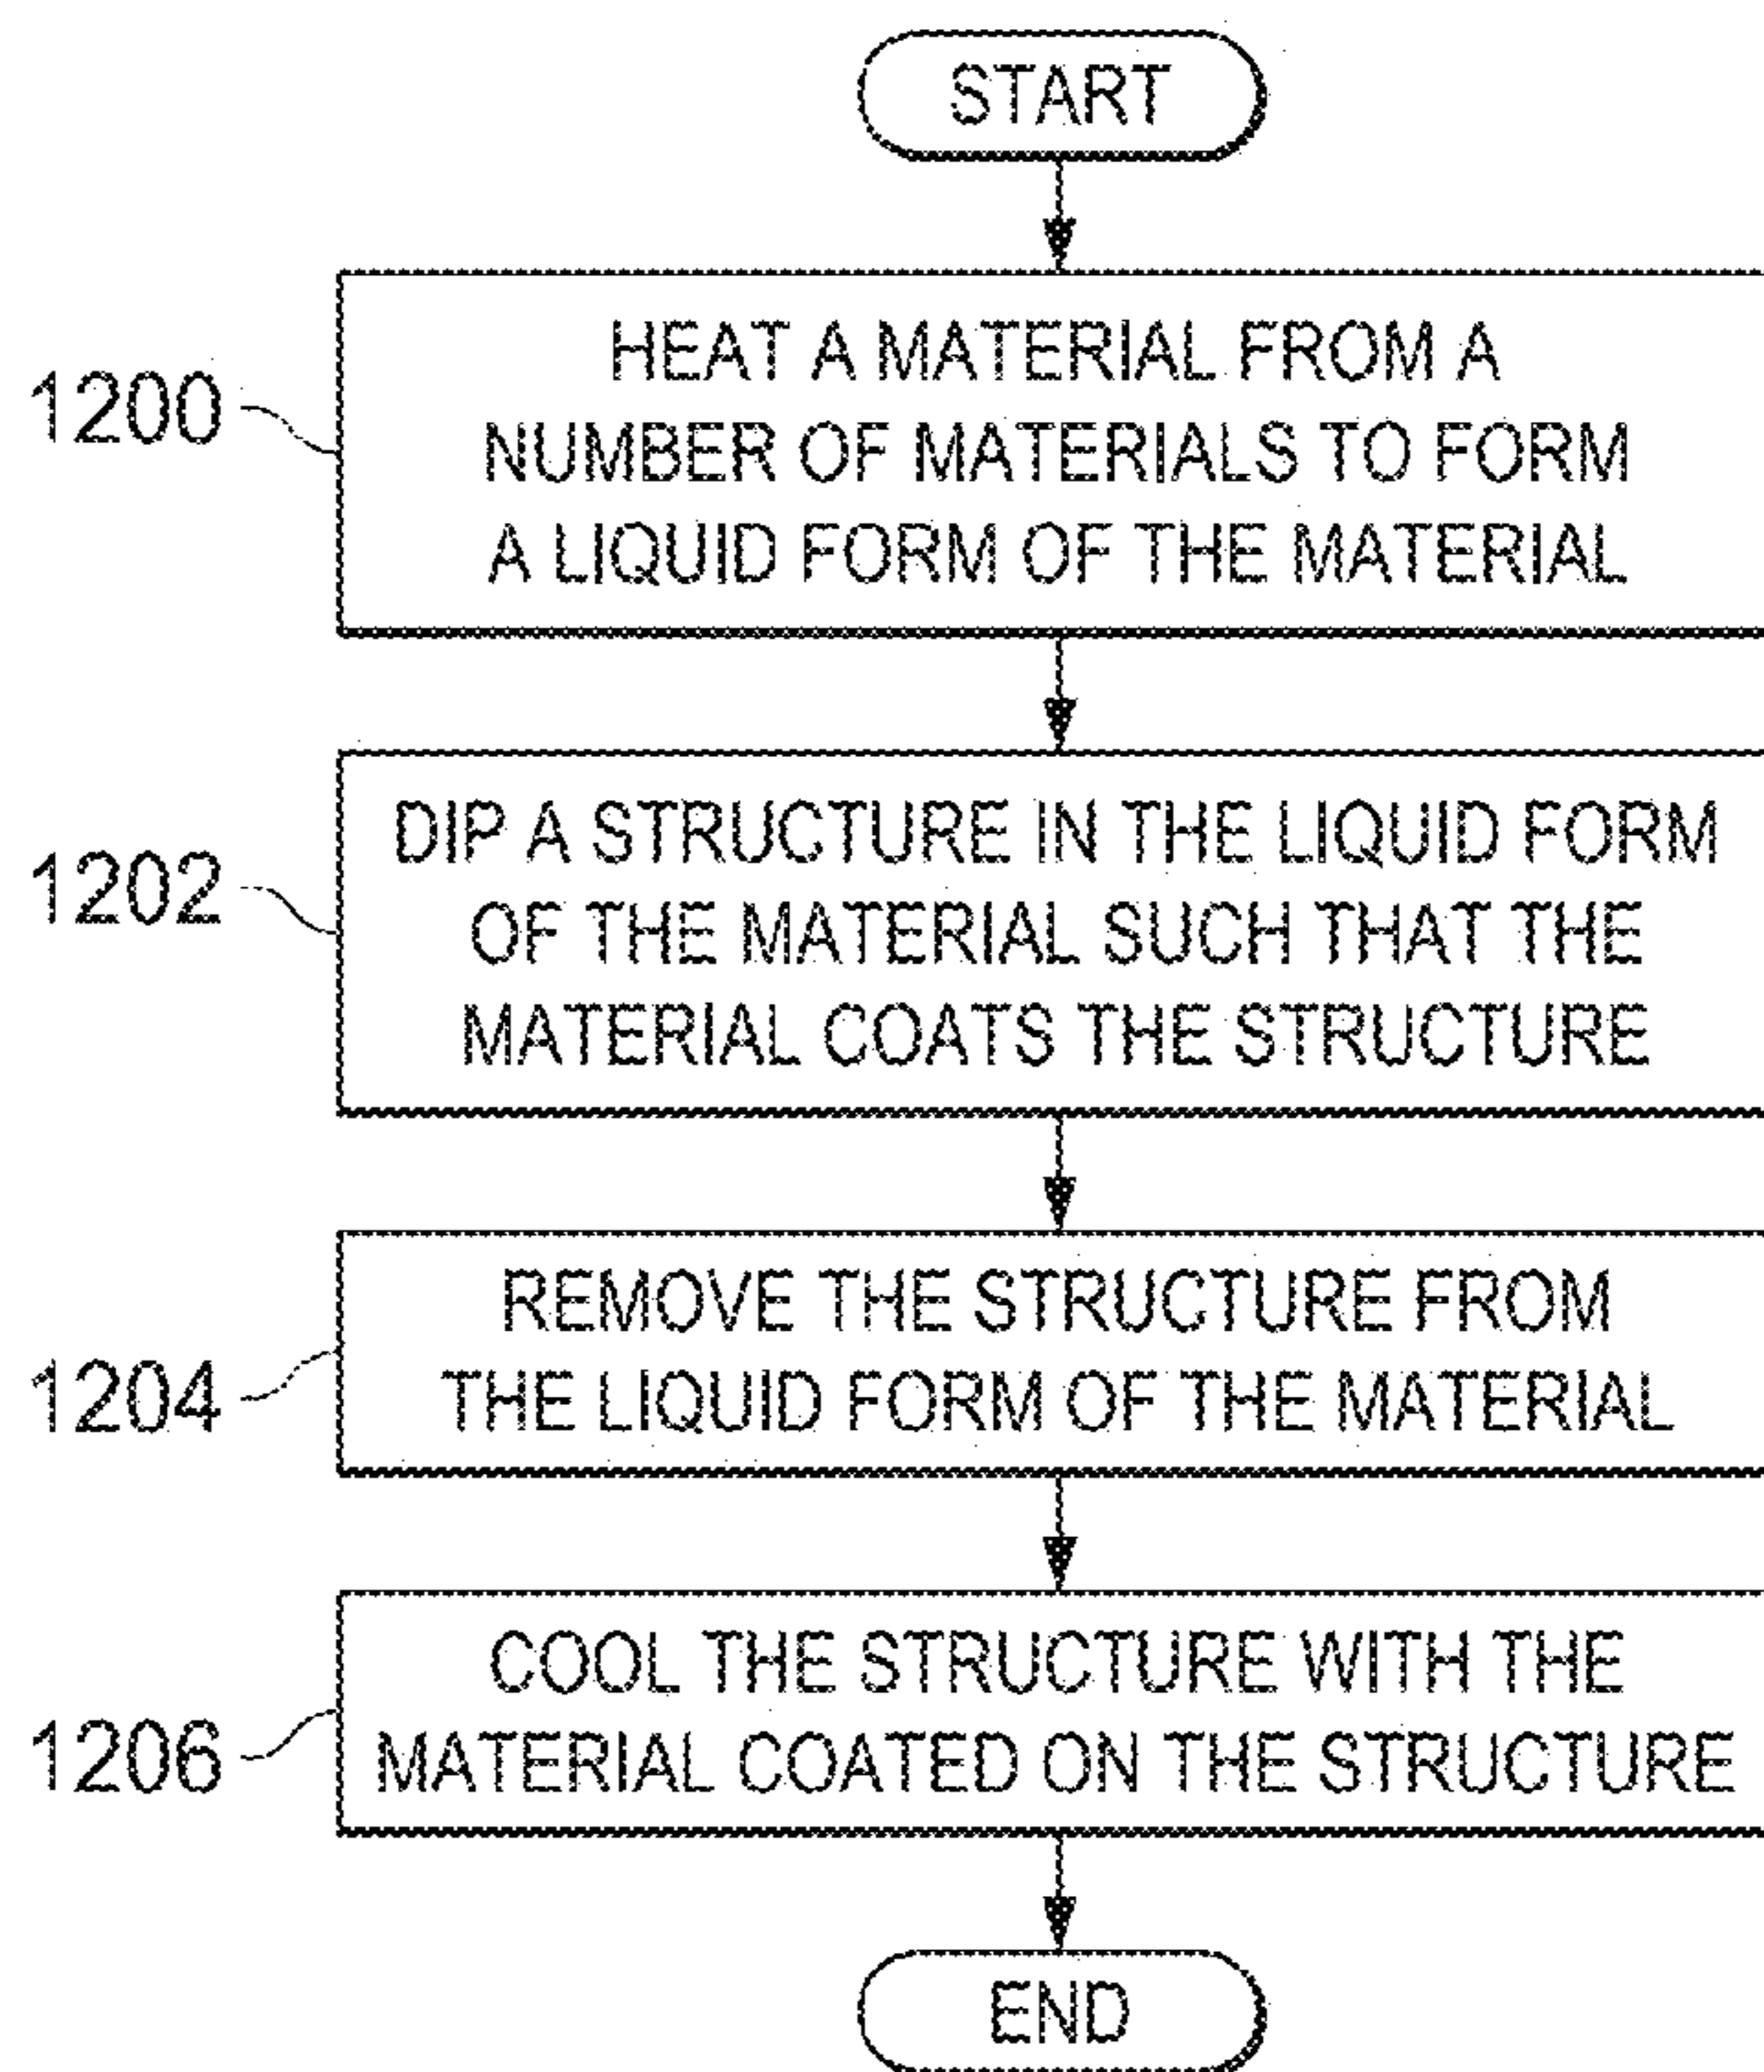 START
1200
HEAT A MATERIAL FROM A
NUMBER OF MATERIALS TO FORM
A LIQUID FORM OF THE MATERIAL
1202
DIP A STRUCTURE IN THE LIQUID FORM
OF THE MATERIAL SUCH THAT THE
MATERIAL COATS THE STRUCTURE
1204
REMOVE THE STRUCTURE FROM
THE LIQUID FORM OF THE MATERIAL
1206
COOL THE STRUCTURE WITH THE
MATERIAL COATED ON THE STRUCTURE
END